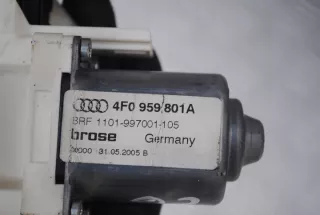 4F0 959 801A
BRF 1101-997001-105
brose Germany
31.05.2005 B